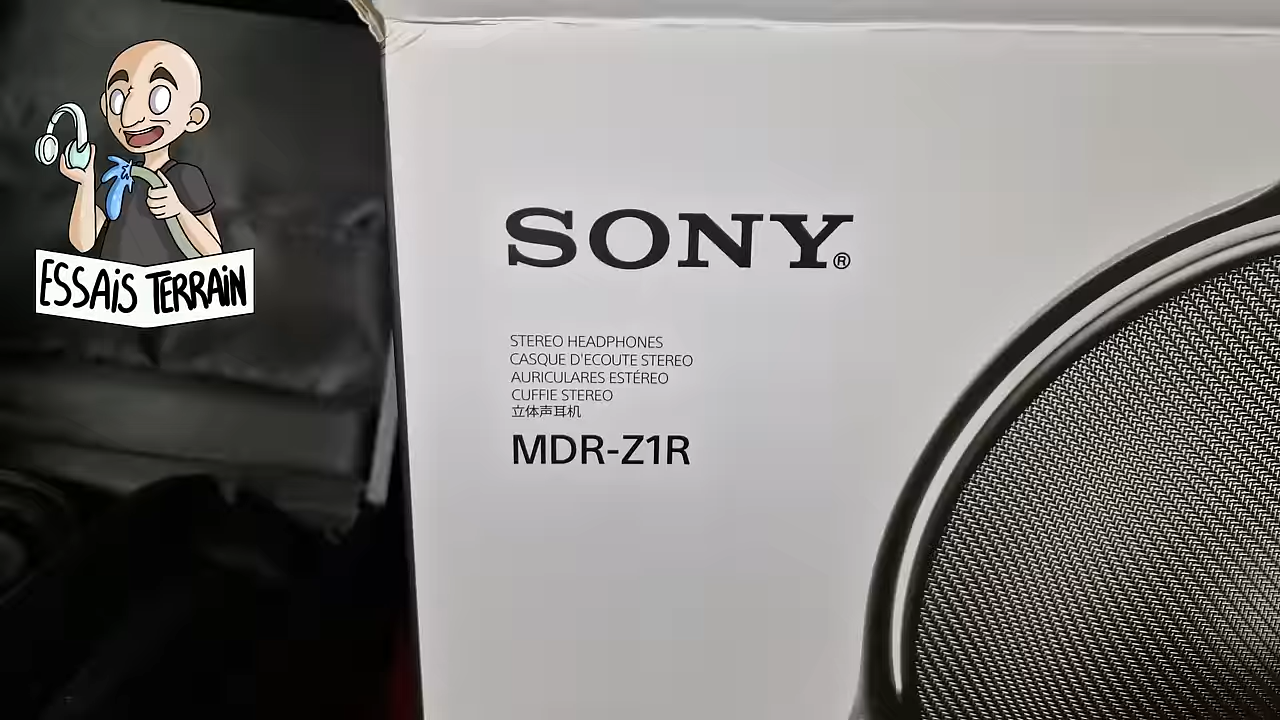 ESSAiS TERRAiN
SONY®
STEREO HEADPHONES
CASQUE D'ECOUTE STEREO
AURICULARES ESTÉREO
CUFFIE STEREO
立体声耳机
MDR-Z1R